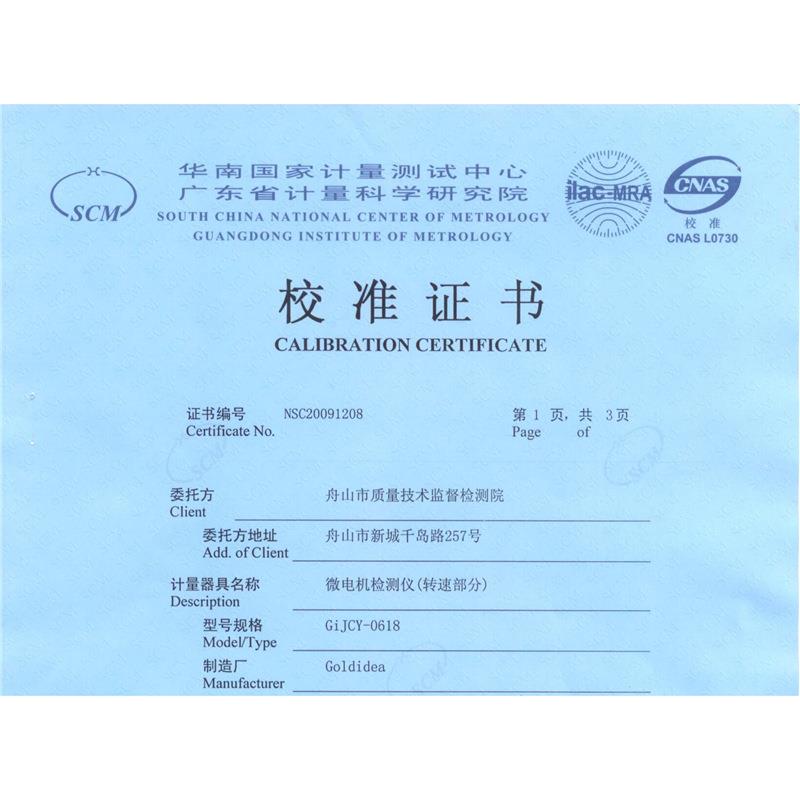 SCM
华南国家计量测试中心
广东省计量科学研究院
SOUTH CHINA NATIONAL CENTER OF METROLOGY
GUANGDONG INSTITUTE OF METROLOGY
ilac-MRA
CNAS
校 准
CNAS L0730
校准证书
CALIBRATION CERTIFICATE
证书编号 NSC20091208 第 1 页, 共 3页
Certificate No. Page of
委托方 舟山市质量技术监督检测院
Client
委托方地址 舟山市新城千岛路257号
Add. of Client
计量器具名称 微电机检测仪(转速部分)
Description
型号规格 GiJCY-0618
Model/Type
制造厂 Goldidea
Manufacturer